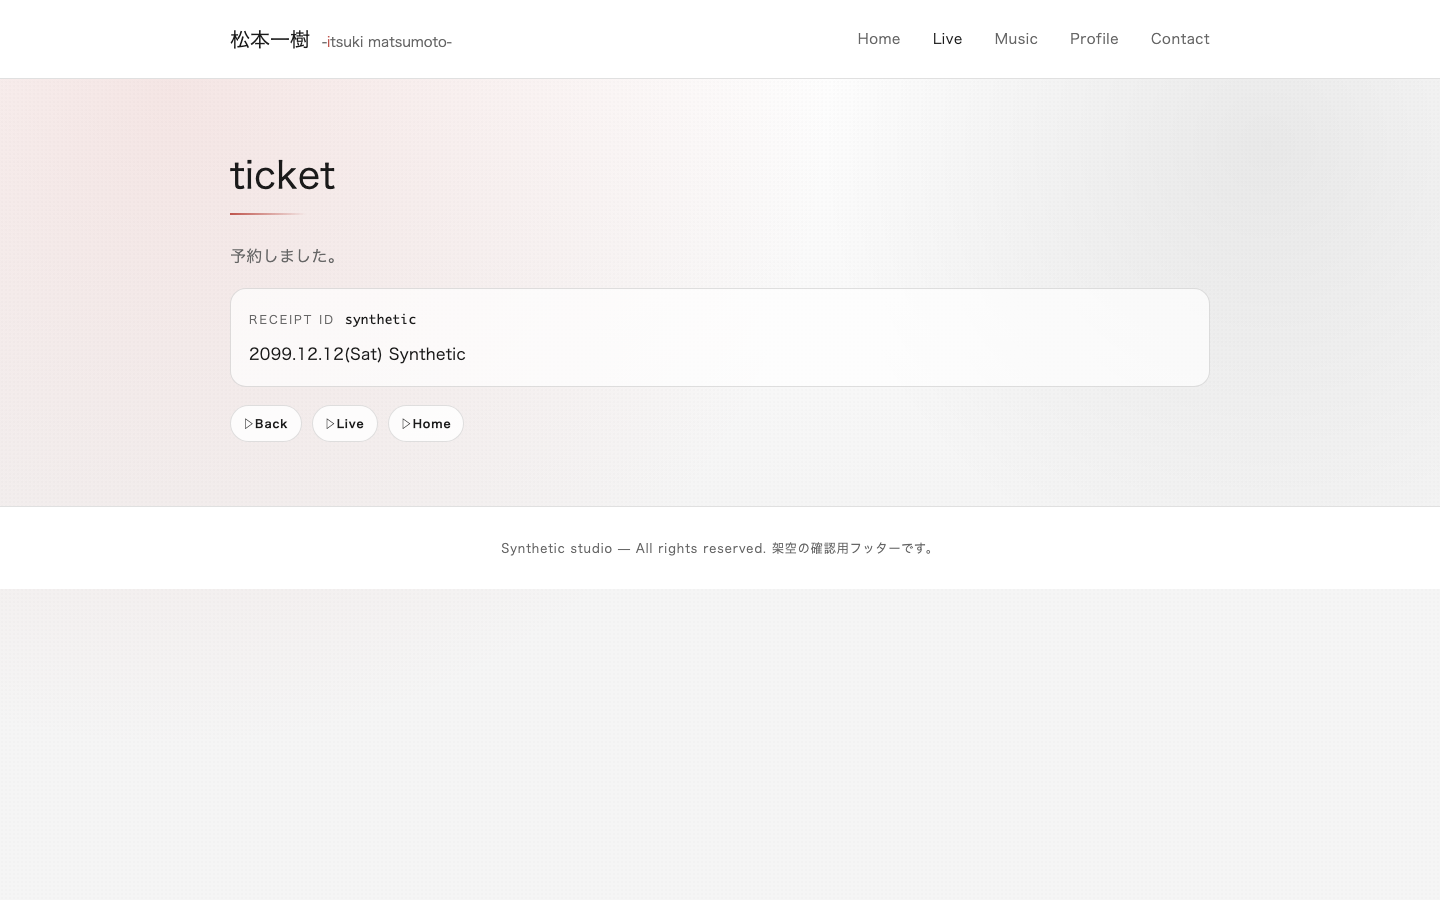 松本一樹 -itsuki matsumoto-
Home Live Music Profile Contact
ticket
予約しました。
RECEIPT ID synthetic
2099.12.12(Sat) Synthetic
▷Back ▷Live ▷Home
Synthetic studio — All rights reserved. 架空の確認用フッターです。